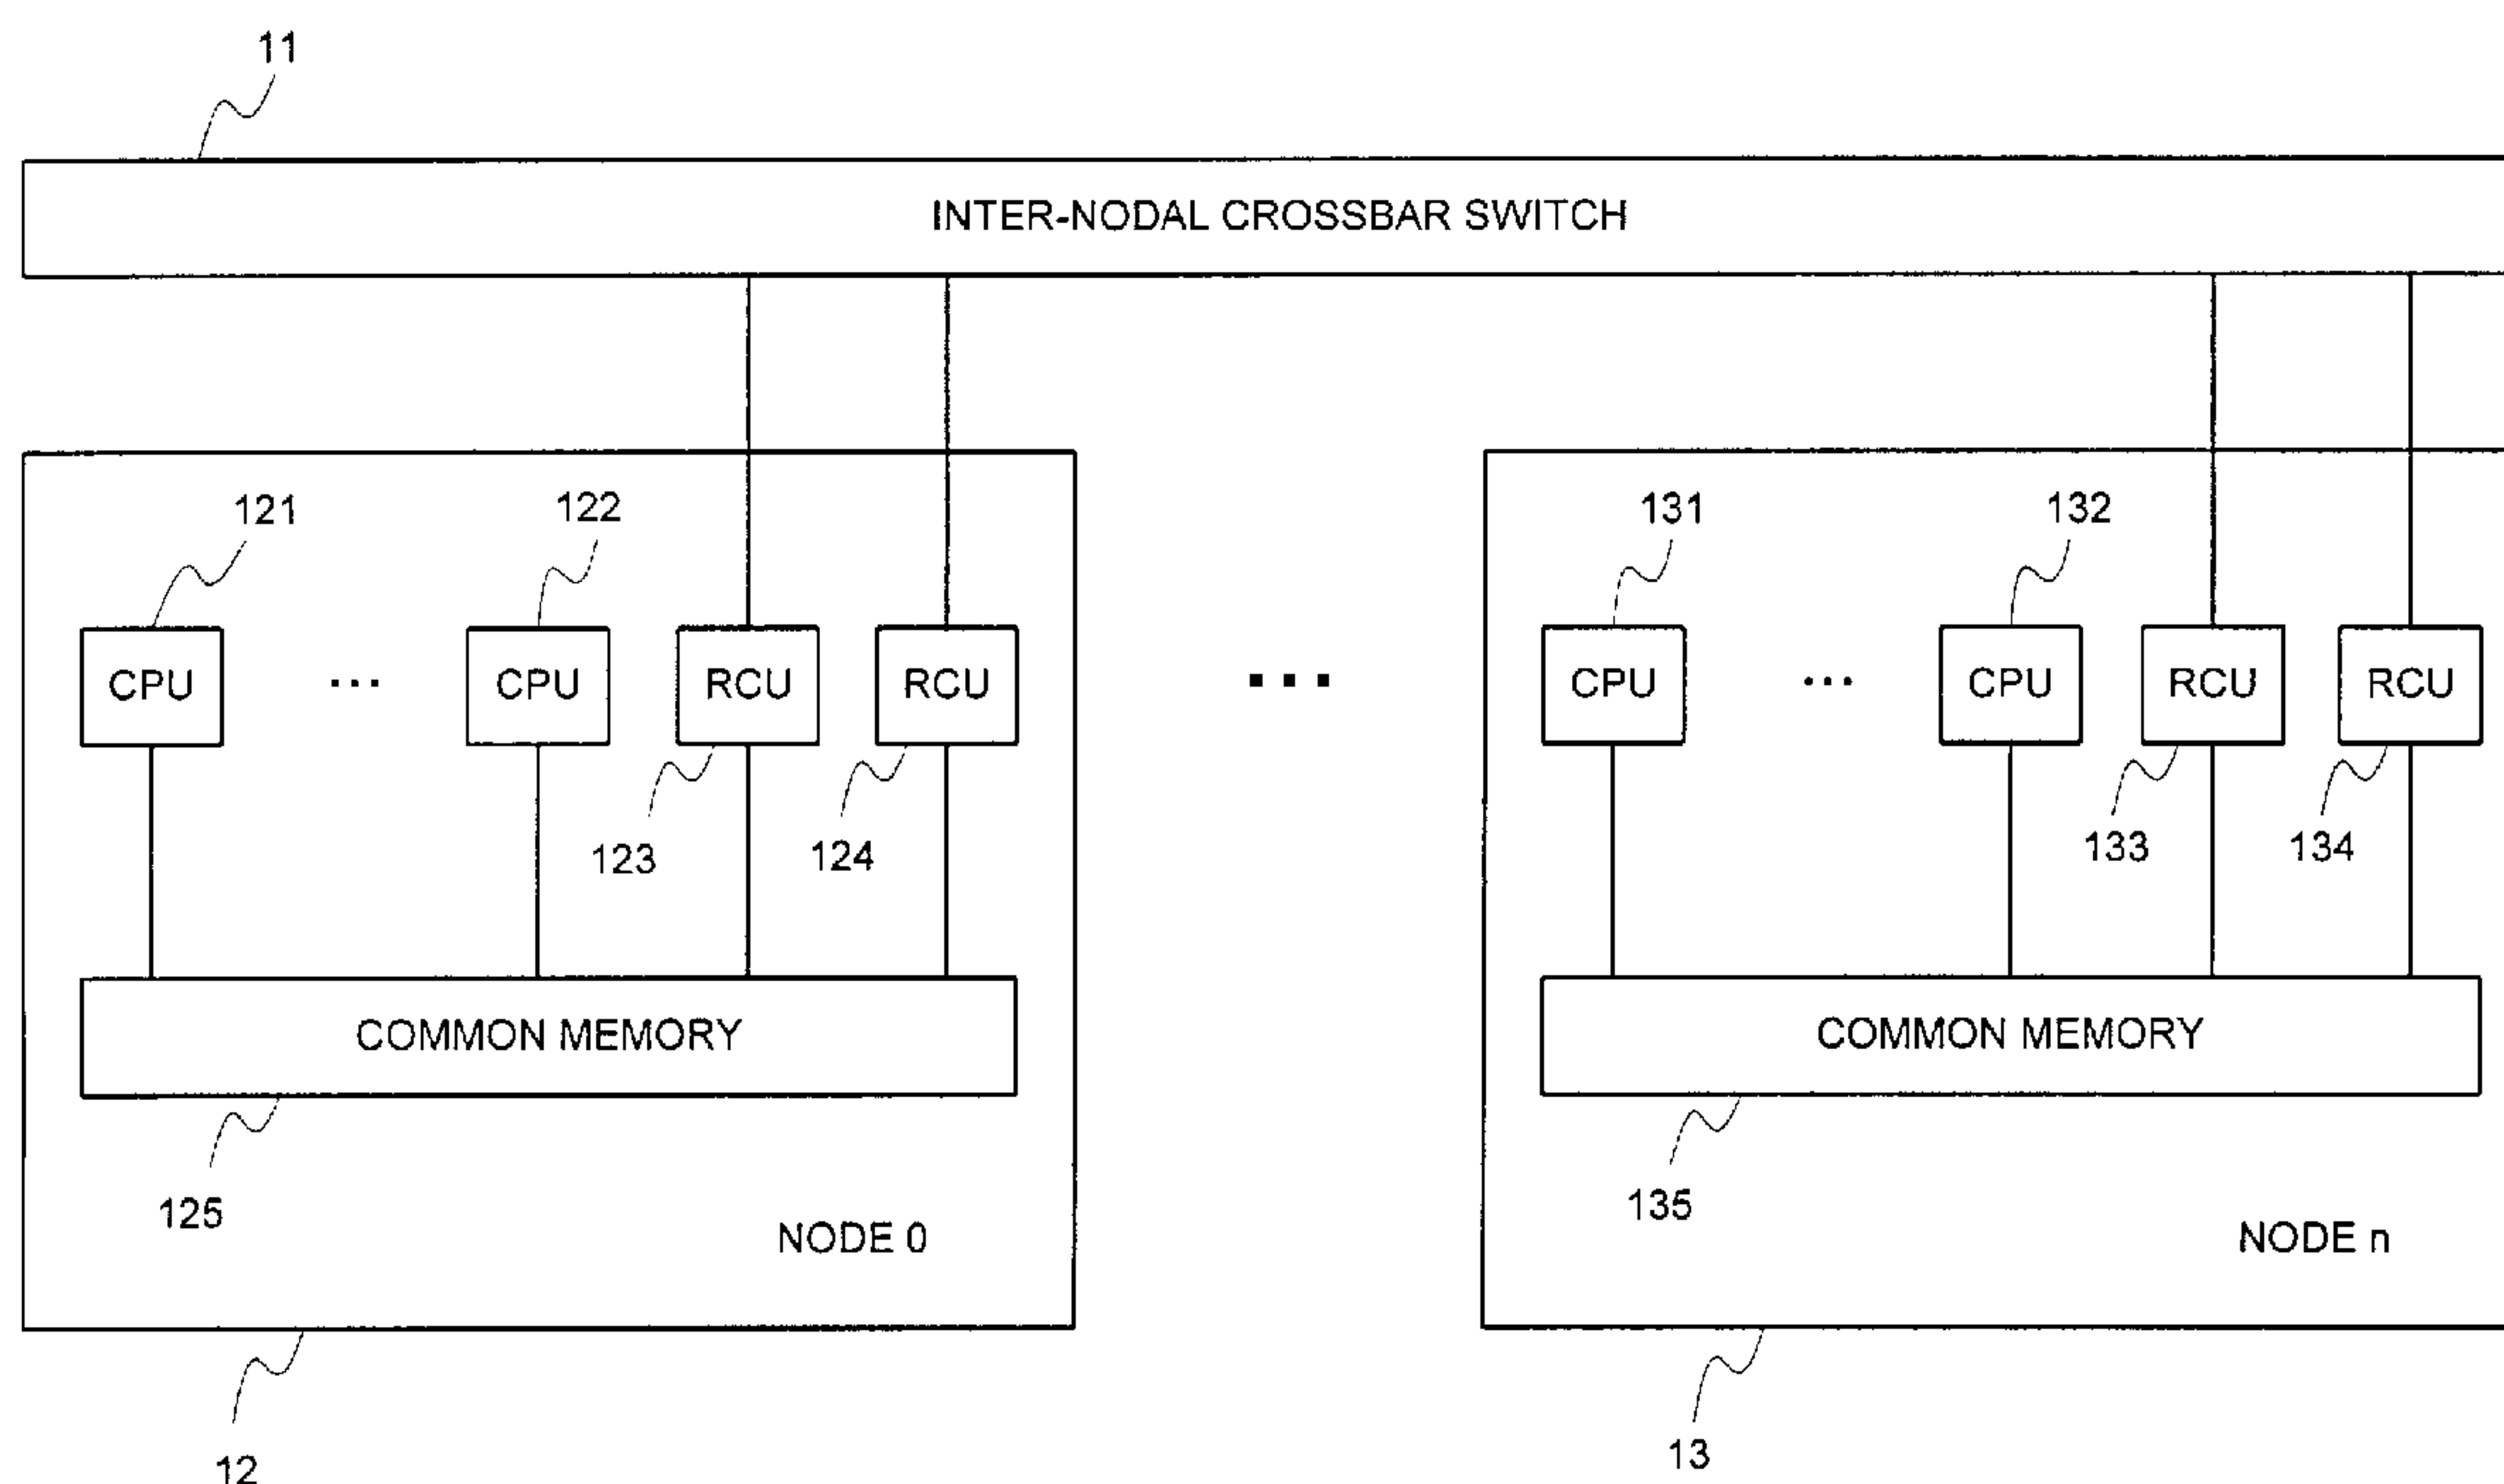 11
INTER-NODAL CROSSBAR SWITCH
121
122
131
132
CPU ... CPU RCU RCU
...
CPU ... CPU RCU RCU
123
124
133
134
COMMON MEMORY
COMMON MEMORY
125
135
NODE 0
NODE n
12
13